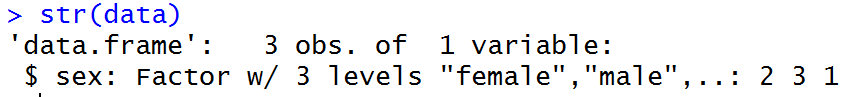 > str(data)
'data.frame':   3 obs. of  1 variable:
 $ sex: Factor w/ 3 levels "female","male",..: 2 3 1